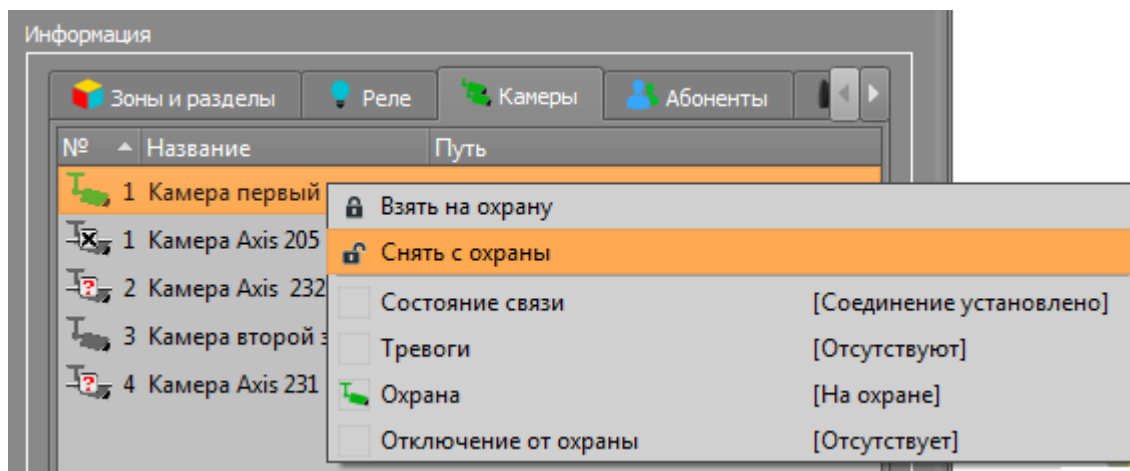 Информация
Зоны и разделы Реле Камеры Абоненты
№ Название Путь
1 Камера первый
1 Камера Axis 205
2 Камера Axis 232
3 Камера второй
4 Камера Axis 231
Взять на охрану
Снять с охраны
Состояние связи [Соединение установлено]
Тревоги [Отсутствуют]
Охрана [На охране]
Отключение от охраны [Отсутствует]